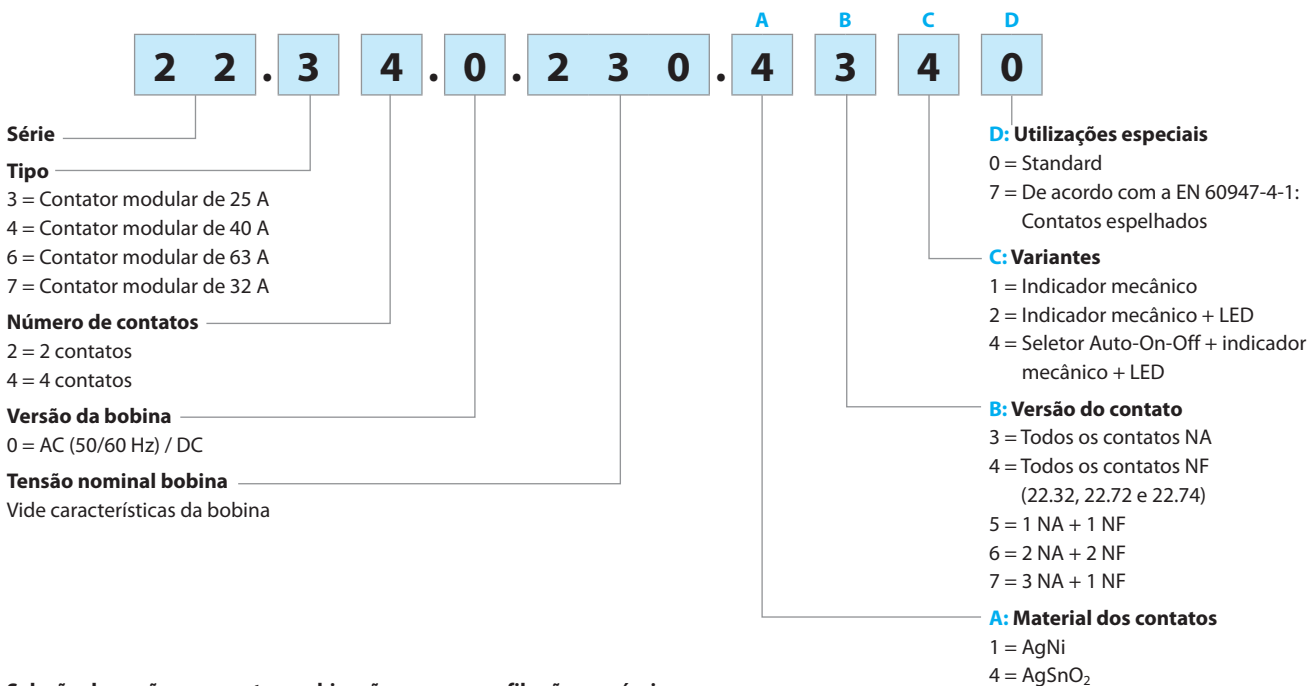 A B C D
2 2 . 3 4 . 0 . 2 3 0 . 4 3 4 0
Série
Tipo
3 = Contator modular de 25 A
4 = Contator modular de 40 A
6 = Contator modular de 63 A
7 = Contator modular de 32 A
Número de contatos
2 = 2 contatos
4 = 4 contatos
Versão da bobina
0 = AC (50/60 Hz) / DC
Tensão nominal bobina
Vide características da bobina
D: Utilizações especiais
0 = Standard
7 = De acordo com a EN 60947-4-1:
Contatos espelhados
C: Variantes
1 = Indicador mecânico
2 = Indicador mecânico + LED
4 = Seletor Auto-On-Off + indicador
mecânico + LED
B: Versão do contato
3 = Todos os contatos NA
4 = Todos os contatos NF
(22.32, 22.72 e 22.74)
5 = 1 NA + 1 NF
6 = 2 NA + 2 NF
7 = 3 NA + 1 NF
A: Material dos contatos
1 = AgNi
4 = AgSnO₂